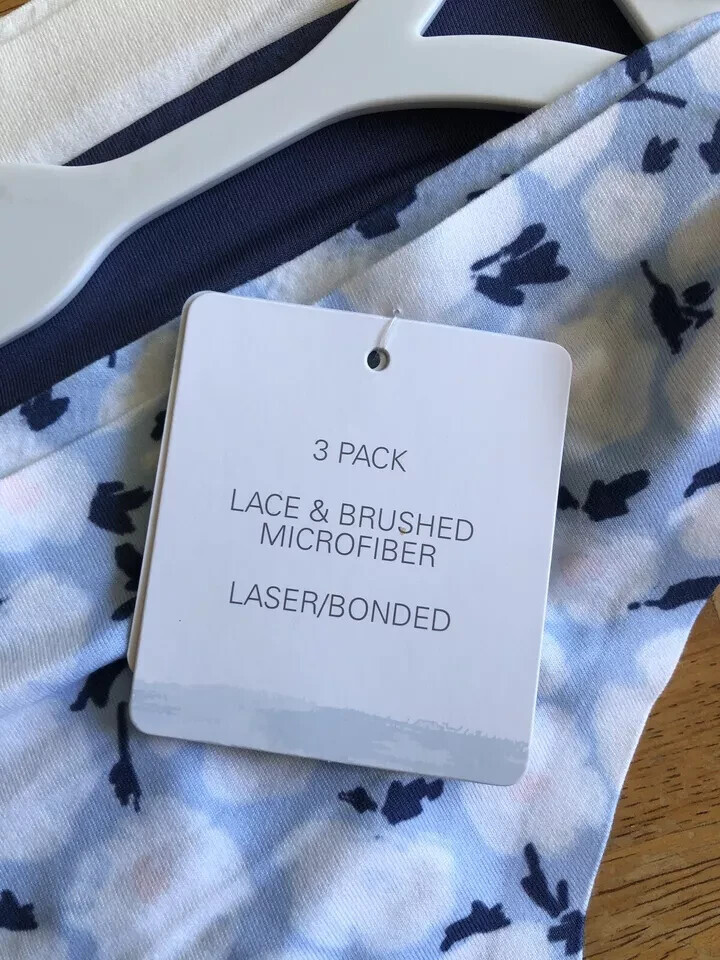 3 PACK
LACE & BRUSHED
MICROFIBER
LASER/BONDED